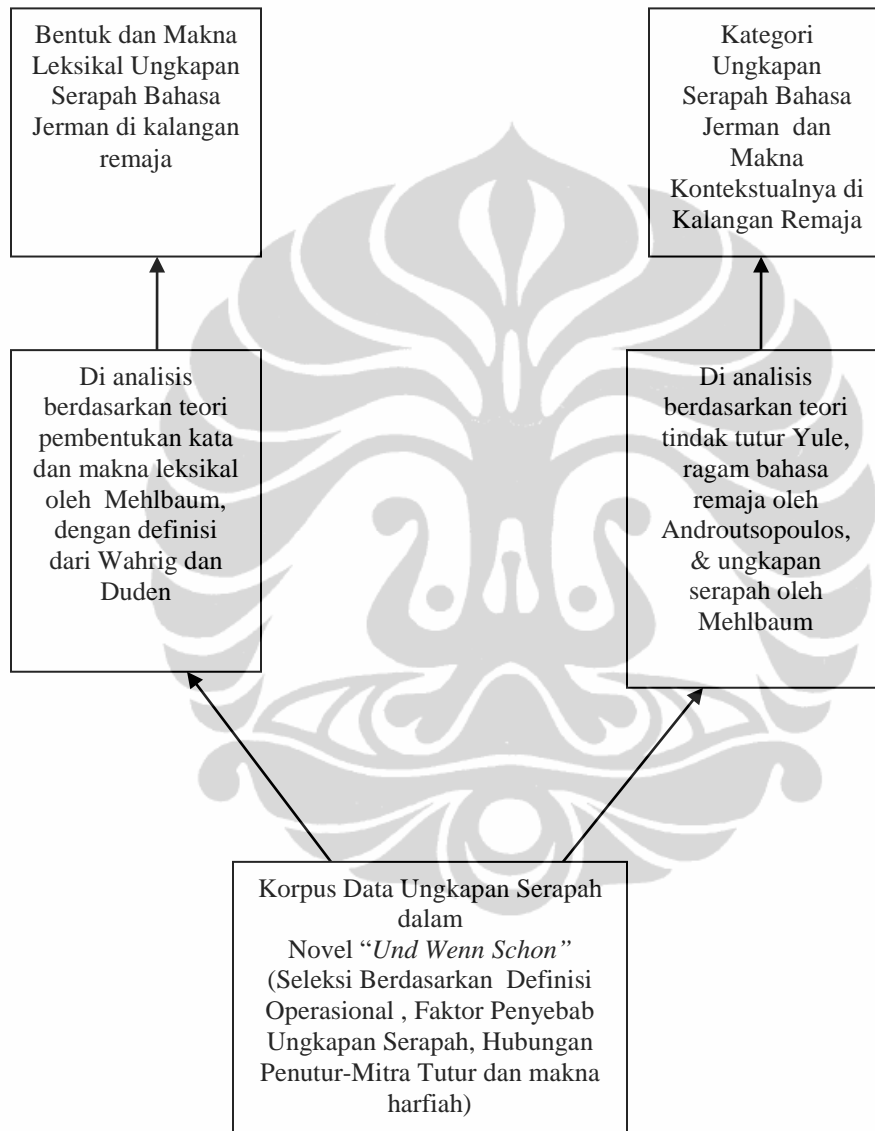 Bentuk dan Makna
Leksikal Ungkapan
Serapah Bahasa
Jerman di kalangan
remaja
Kategori
Ungkapan
Serapah Bahasa
Jerman dan
Makna
Kontekstualnya di
Kalangan Remaja
Di analisis
berdasarkan teori
pembentukan kata
dan makna leksikal
oleh Mehlbaum,
dengan definisi
dari Wahrig dan
Duden
Di analisis
berdasarkan teori
tindak tutur Yule,
ragam bahasa
remaja oleh
Androutsopoulos,
& ungkapan
serapah oleh
Mehlbaum
Korpus Data Ungkapan Serapah
dalam
Novel “Und Wenn Schon”
(Seleksi Berdasarkan Definisi
Operasional , Faktor Penyebab
Ungkapan Serapah, Hubungan
Penutur-Mitra Tutur dan makna
harfiah)